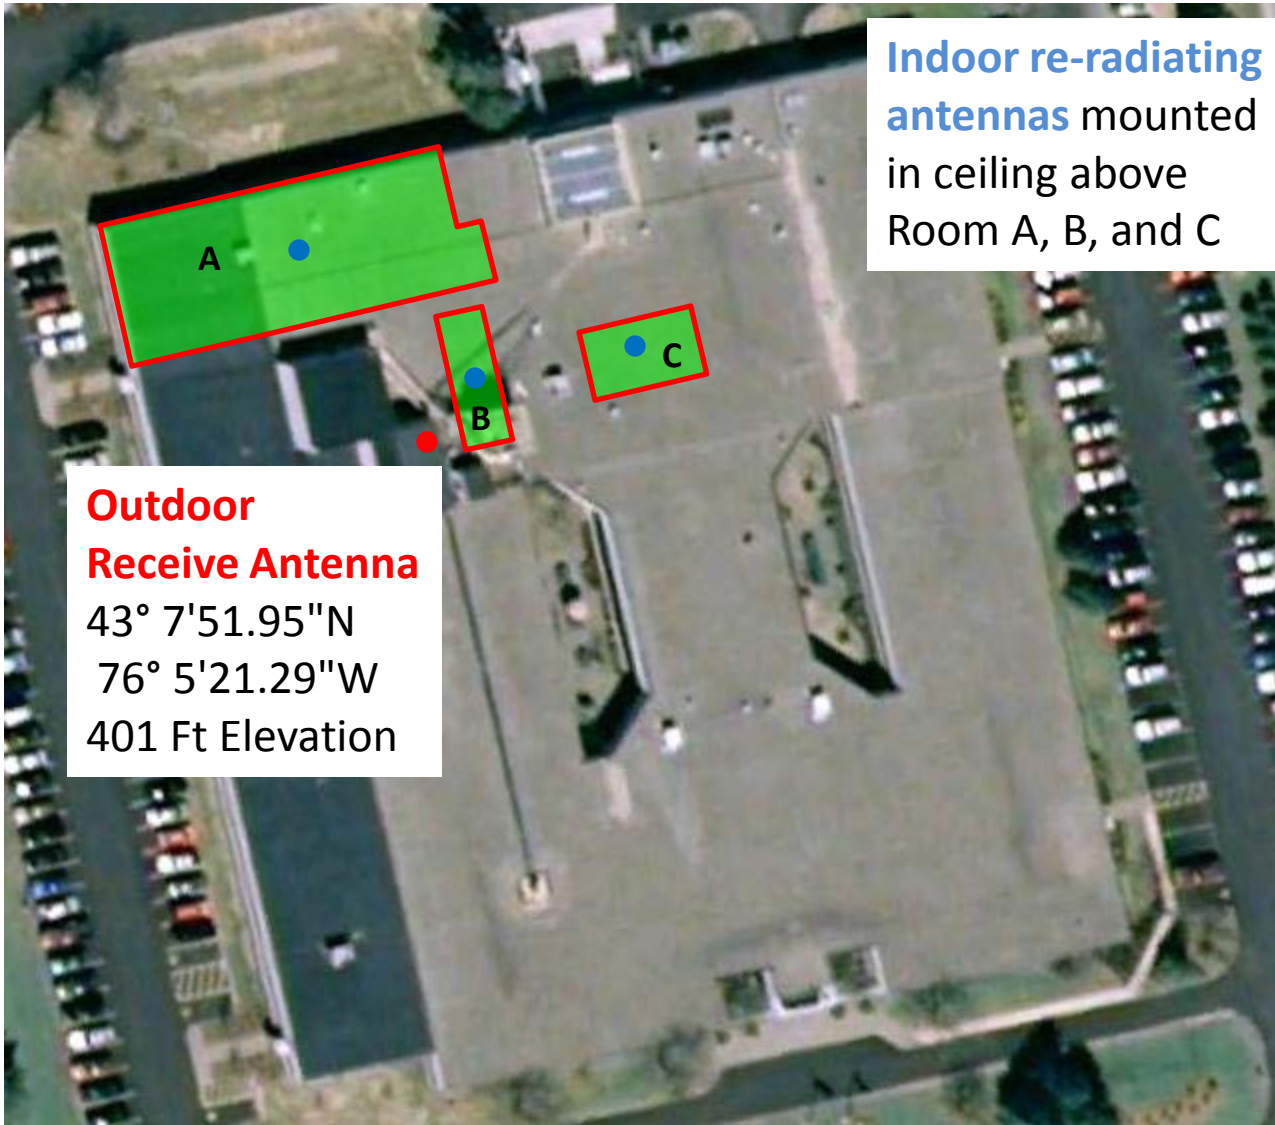 Indoor re-radiating
antennas mounted
in ceiling above
Room A, B, and C
A
B
C
Outdoor
Receive Antenna
43° 7'51.95"N
76° 5'21.29"W
401 Ft Elevation